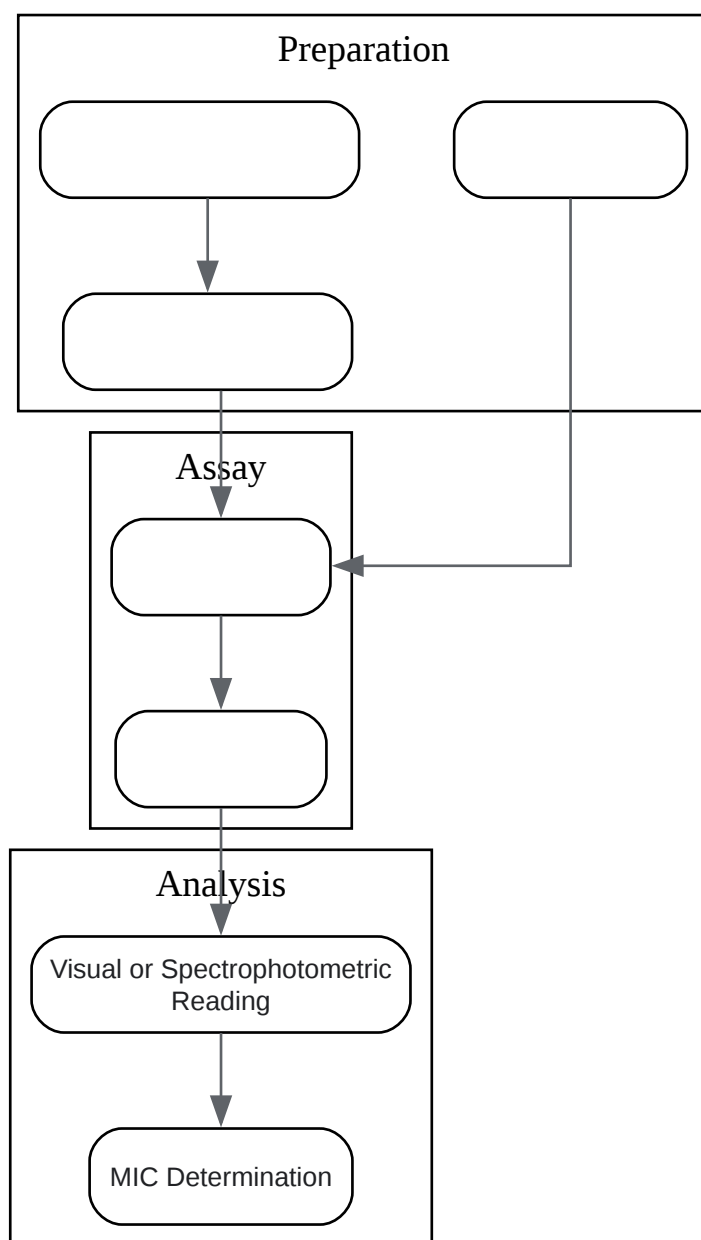 Preparation
Assay
Analysis
Visual or Spectrophotometric
Reading
MIC Determination